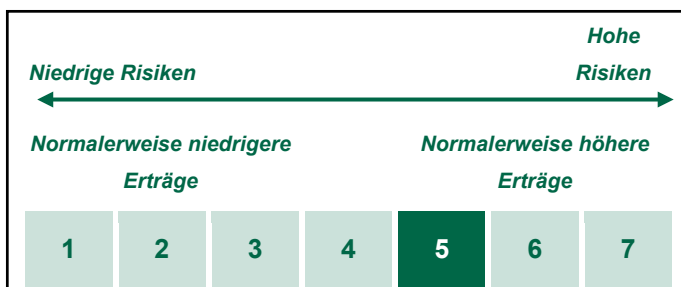 Hohe
Niedrige Risiken Risiken
Normalerweise niedrigere Normalerweise höhere
Erträge Erträge
1 2 3 4 5 6 7